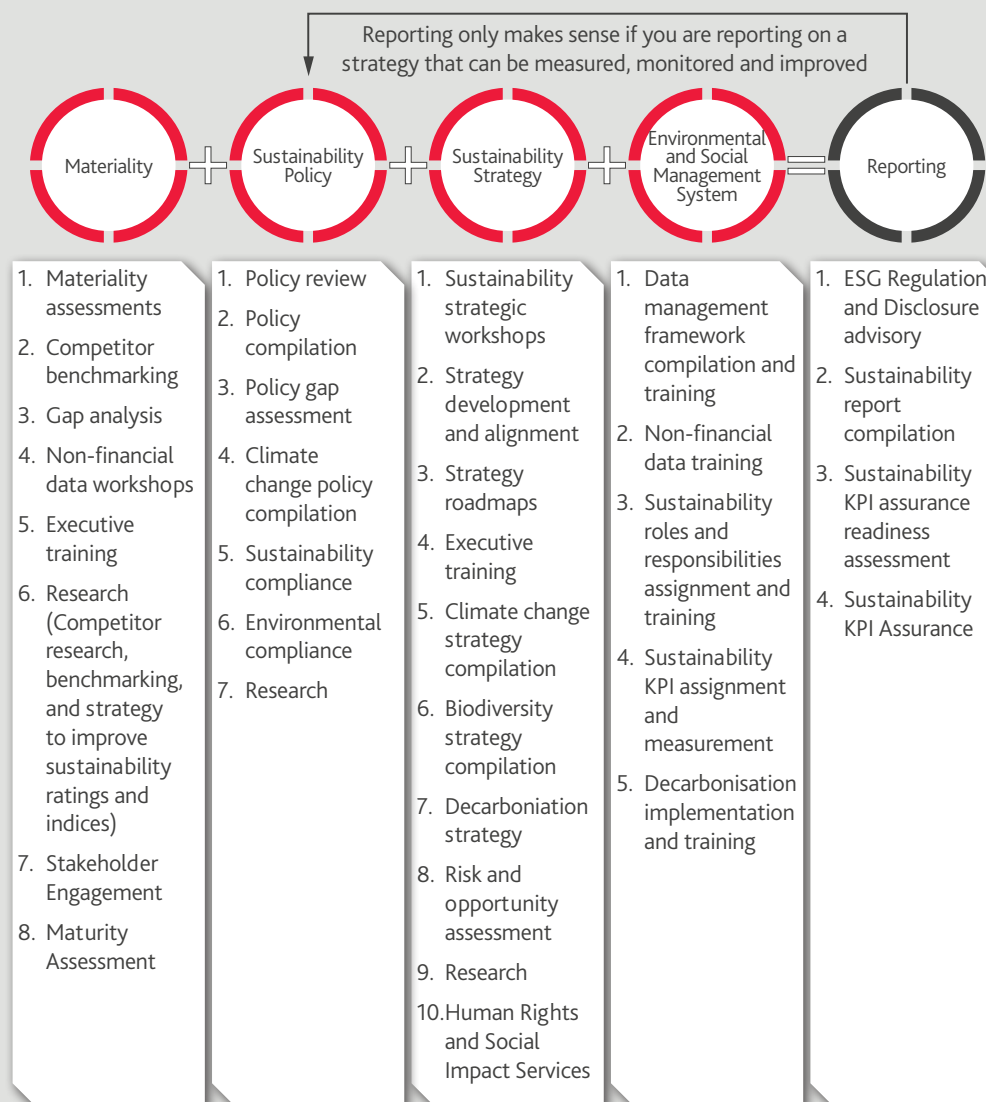 Reporting only makes sense if you are reporting on a
strategy that can be measured, monitored and improved
Materiality
Sustainability
Policy
Sustainability
Strategy
Environmental
and Social
Management
System
Reporting
1. Materiality
assessments
2. Competitor
benchmarking
3. Gap analysis
4. Non-financial
data workshops
5. Executive
training
6. Research
(Competitor
research,
benchmarking,
and strategy
to improve
sustainability
ratings and
indices)
7. Stakeholder
Engagement
8. Maturity
Assessment
1. Policy review
2. Policy
compilation
3. Policy gap
assessment
4. Climate
change policy
compilation
5. Sustainability
compliance
6. Environmental
compliance
7. Research
1. Sustainability
strategic
workshops
2. Strategy
development
and alignment
3. Strategy
roadmaps
4. Executive
training
5. Climate change
strategy
compilation
6. Biodiversity
strategy
compilation
7. Decarboniation
strategy
8. Risk and
opportunity
assessment
9. Research
10.Human Rights
and Social
Impact Services
1. Data
management
framework
compilation and
training
2. Non-financial
data training
3. Sustainability
roles and
responsibilities
assignment and
training
4. Sustainability
KPI assignment
and
measurement
5. Decarbonisation
implementation
and training
1. ESG Regulation
and Disclosure
advisory
2. Sustainability
report
compilation
3. Sustainability
KPI assurance
readiness
assessment
4. Sustainability
KPI Assurance